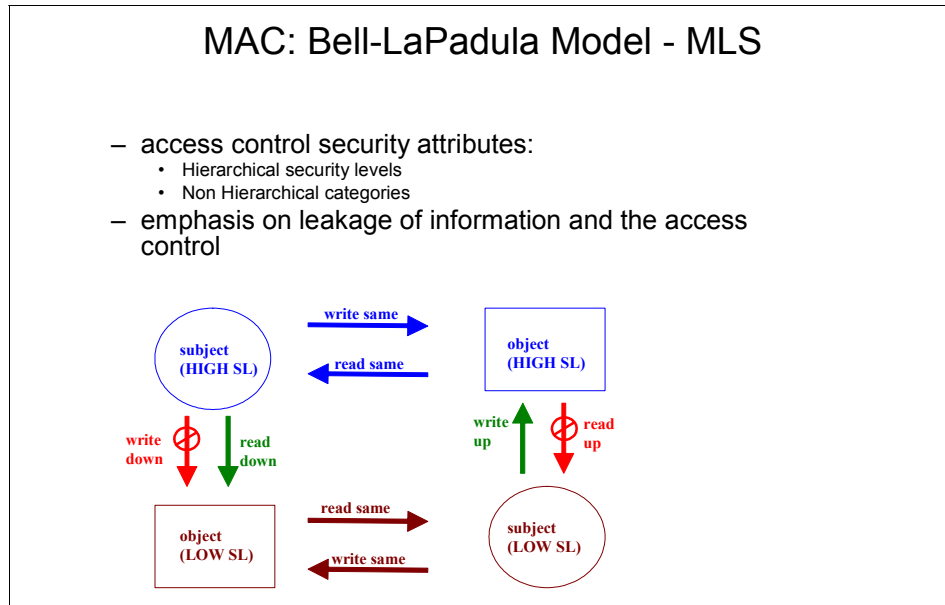 MAC: Bell-LaPadula Model - MLS
– access control security attributes:
• Hierarchical security levels
• Non Hierarchical categories
– emphasis on leakage of information and the access
control
write same
subject
(HIGH SL)
object
(HIGH SL)
read same
write
down
read
down
write
up
read
up
read same
object
(LOW SL)
subject
(LOW SL)
write same